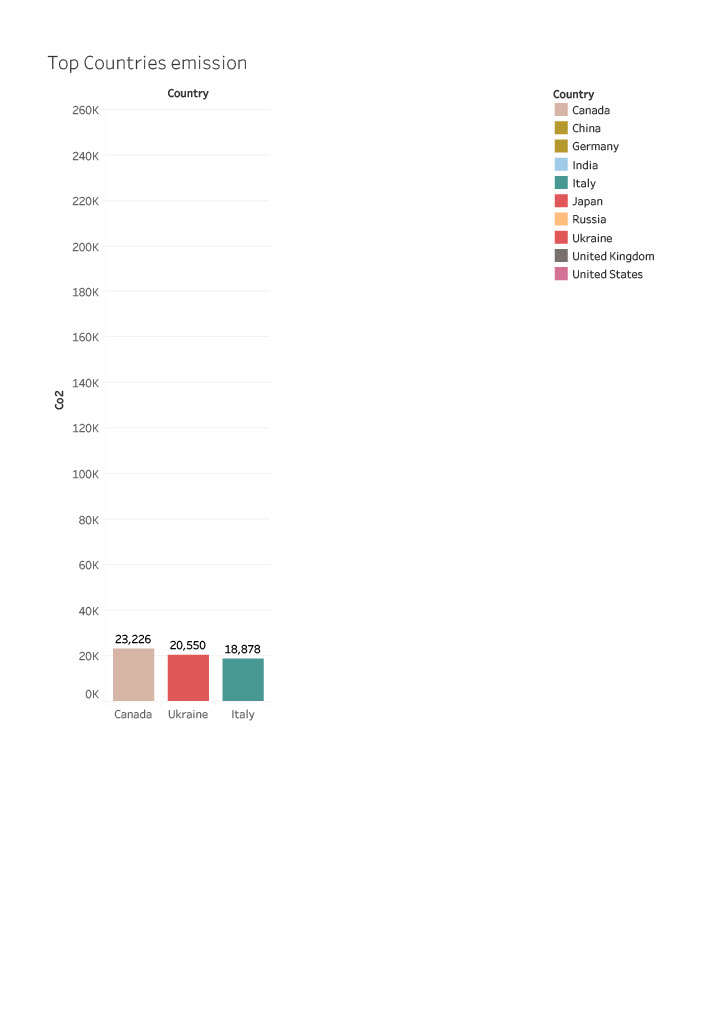 Top Countries emission
Country
260K
240K
220K
200K
180K
160K
140K
120K
100K
80K
60K
40K
20K
0K
Co2
23,226
20,550
18,878
Canada
Ukraine
Italy
Country
Canada
China
Germany
India
Italy
Japan
Russia
Ukraine
United Kingdom
United States